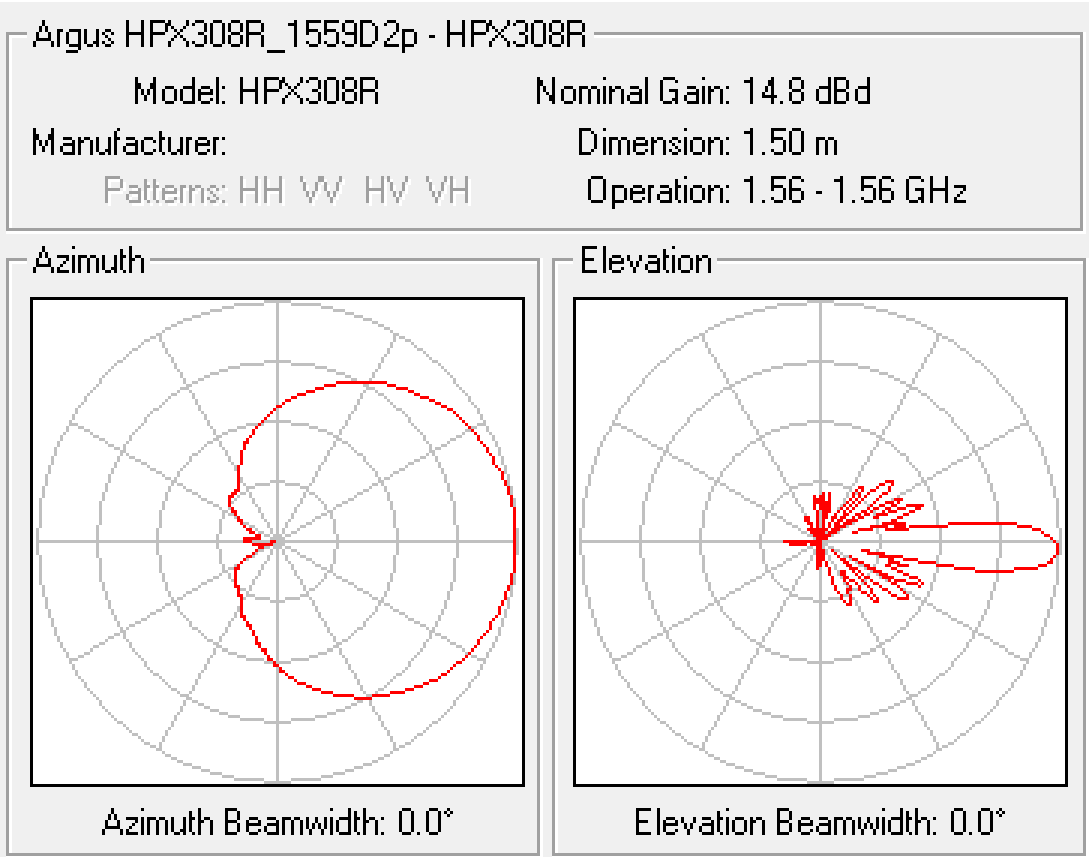 Argus HPX308R_1559D2p - HPX308R
Model: HPX308R
Nominal Gain: 14.8 dBd
Manufacturer:
Dimension: 1.50 m
Patterns: HH VV HV VH
Operation: 1.56 - 1.56 GHz
Azimuth
Elevation
Azimuth Beamwidth: 0.0°
Elevation Beamwidth: 0.0°